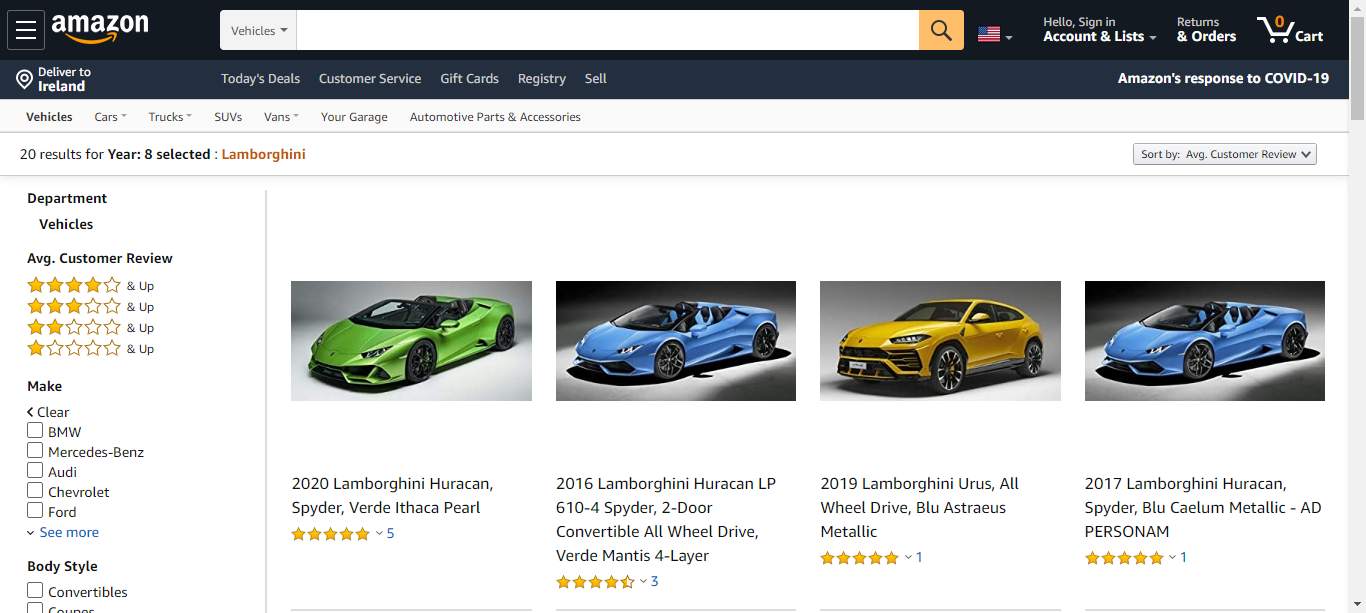 amazon
Vehicles
Hello, Sign in
Account & Lists
Returns
& Orders
0
Cart
Deliver to
Ireland
Today's Deals Customer Service Gift Cards Registry Sell
Amazon's response to COVID-19
Vehicles Cars Trucks SUVs Vans Your Garage Automotive Parts & Accessories
20 results for Year: 8 selected : Lamborghini
Sort by: Avg. Customer Review
Department
Vehicles
Avg. Customer Review
& Up
& Up
& Up
& Up
Make
Clear
BMW
Mercedes-Benz
Audi
Chevrolet
Ford
See more
Body Style
Convertibles
Coupes
2020 Lamborghini Huracan,
Spyder, Verde Ithaca Pearl
5
2016 Lamborghini Huracan LP
610-4 Spyder, 2-Door
Convertible All Wheel Drive,
Verde Mantis 4-Layer
3
2019 Lamborghini Urus, All
Wheel Drive, Blu Astraeus
Metallic
1
2017 Lamborghini Huracan,
Spyder, Blu Caelum Metallic - AD
PERSONAM
1